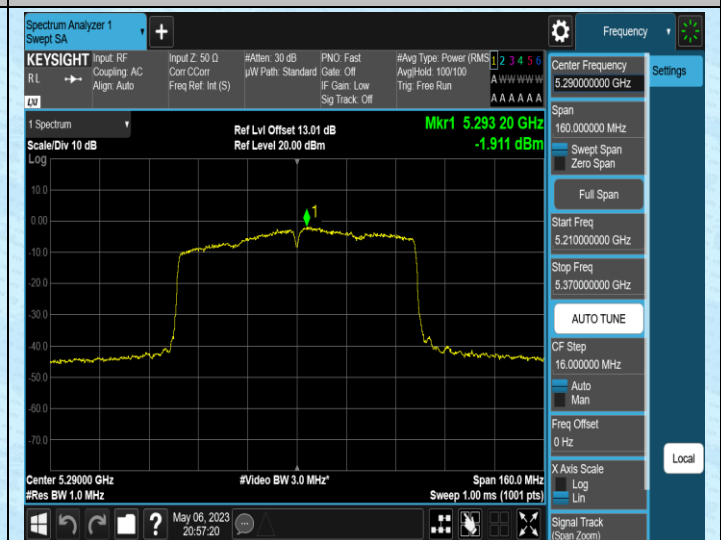 Spectrum Analyzer 1
Swept SA
Frequency
KEYSIGHT
Input: RF
Coupling: AC
Align: Auto
RL
LXI
Input Z: 50 Ω
Corr CCorr
Freq Ref: Int (S)
#Atten: 30 dB
µW Path: Standard
PNO: Fast
Gate: Off
IF Gain: Low
Sig Track: Off
#Avg Type: Power (RMS
Avg|Hold: 100/100
Trig: Free Run
1 2 3 4 5 6
A W W W W W
A A A A A A
1 Spectrum
Scale/Div 10 dB
Log
Ref Lvl Offset 13.01 dB
Ref Level 20.00 dBm
Mkr1 5.293 20 GHz
-1.911 dBm
1
10.0
0.00
-10.0
-20.0
-30.0
-40.0
-50.0
-60.0
-70.0
Center 5.29000 GHz
#Res BW 1.0 MHz
#Video BW 3.0 MHz*
Span 160.0 MHz
Sweep 1.00 ms (1001 pts)
May 06, 2023
20:57:20
?
Center Frequency
5.290000000 GHz
Settings
Span
160.000000 MHz
Swept Span
Zero Span
Full Span
Start Freq
5.210000000 GHz
Stop Freq
5.370000000 GHz
AUTO TUNE
CF Step
16.000000 MHz
Auto
Man
Freq Offset
0 Hz
Local
X Axis Scale
Log
Lin
Signal Track
(Span Zoom)